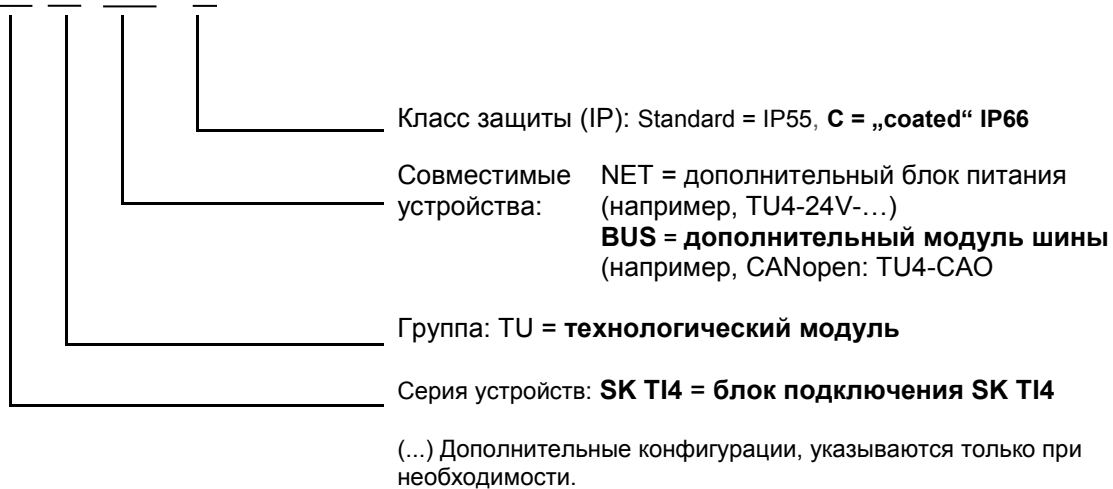 Класс защиты (IP): Standard = IP55, C = „coated“ IP66
Совместимые устройства: NET = дополнительный блок питания
(например, TU4-24V-…)
BUS = дополнительный модуль шины
(например, CANopen: TU4-CAO
Группа: TU = технологический модуль
Серия устройств: SK TI4 = блок подключения SK TI4
(...) Дополнительные конфигурации, указываются только при
необходимости.